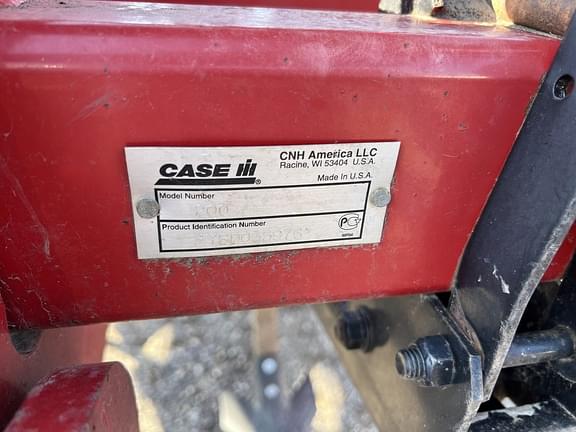 CASE IH
CNH America LLC
Racine, WI 53404 U.S.A.
Made in U.S.A.
Model Number
Product Identification Number